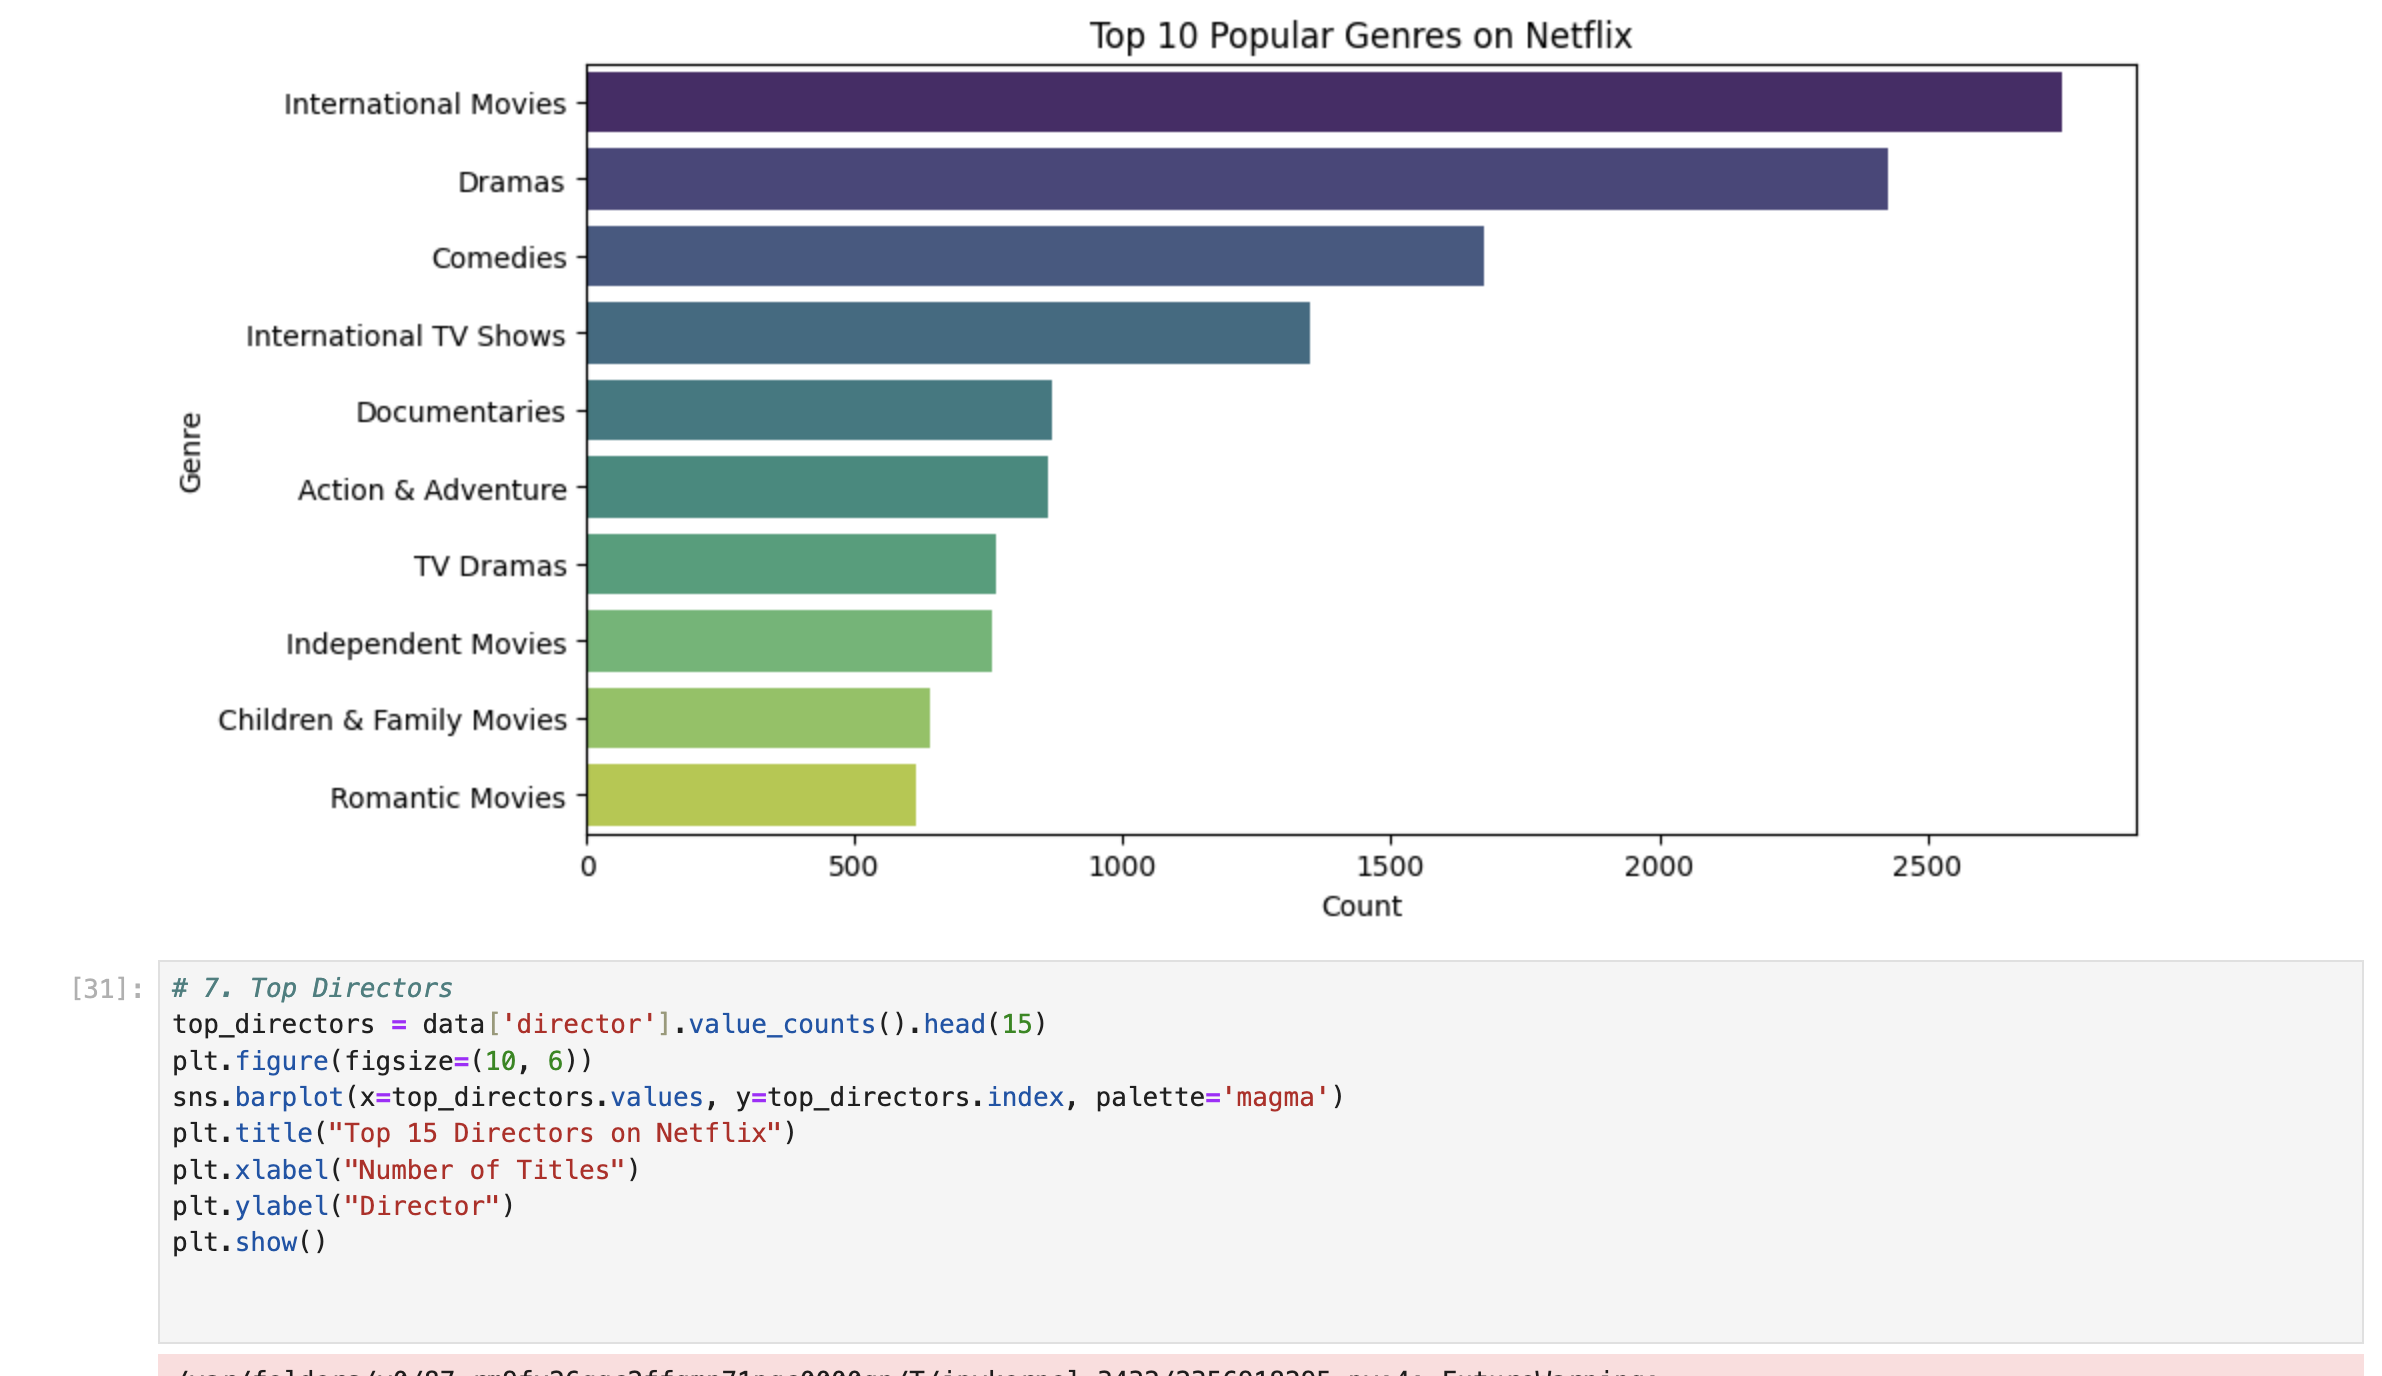 Top 10 Popular Genres on Netflix
International Movies
Dramas
Comedies
International TV Shows
Documentaries
Action & Adventure
TV Dramas
Independent Movies
Children & Family Movies
Romantic Movies
Genre
0 500 1000 1500 2000 2500
Count
[31]:
# 7. Top Directors
top_directors = data['director'].value_counts().head(15)
plt.figure(figsize=(10, 6))
sns.barplot(x=top_directors.values, y=top_directors.index, palette='magma')
plt.title("Top 15 Directors on Netflix")
plt.xlabel("Number of Titles")
plt.ylabel("Director")
plt.show()